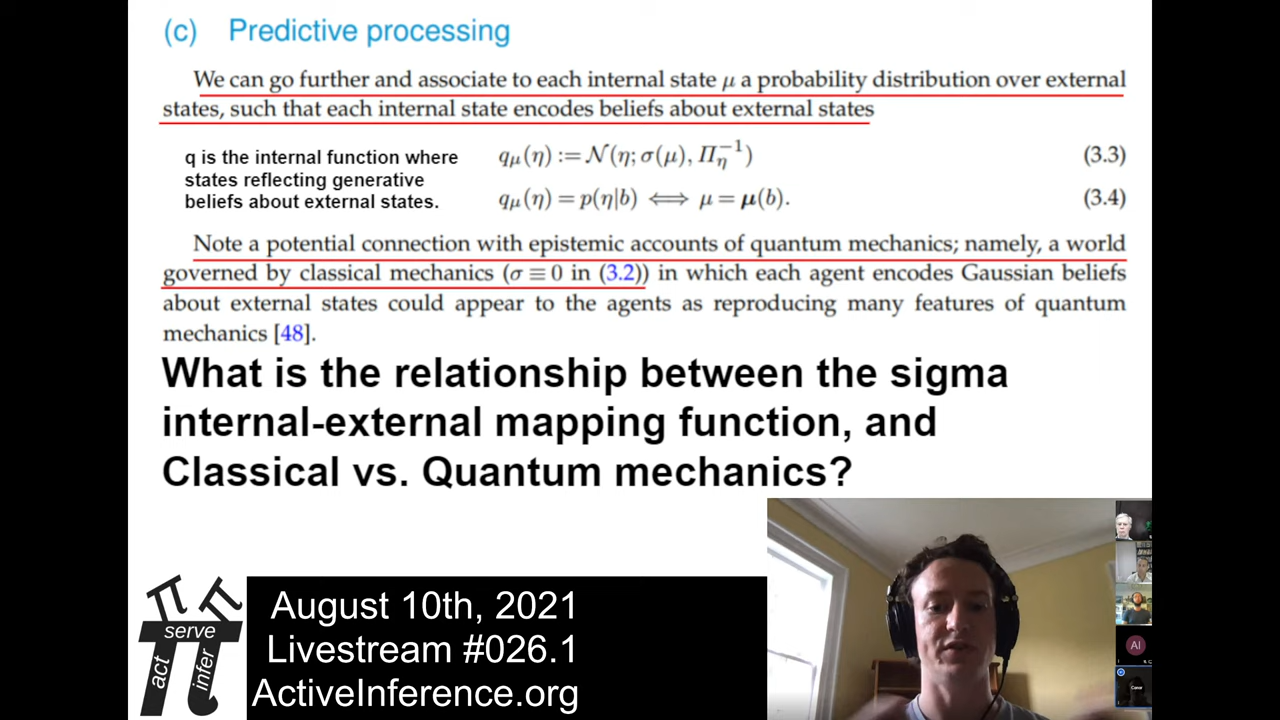 (c) Predictive processing
We can go further and associate to each internal state μ a probability distribution over external
states, such that each internal state encodes beliefs about external states
q is the internal function where
states reflecting generative
beliefs about external states.
qμ(η) := N(η; σ(μ), Πη⁻¹) (3.3)
qμ(η) = p(η|b) ⟺ μ = μ(b). (3.4)
Note a potential connection with epistemic accounts of quantum mechanics; namely, a world
governed by classical mechanics (σ ≡ 0 in (3.2)) in which each agent encodes Gaussian beliefs
about external states could appear to the agents as reproducing many features of quantum
mechanics [48].
What is the relationship between the sigma
internal-external mapping function, and
Classical vs. Quantum mechanics?
serve
act
infer
August 10th, 2021
Livestream #026.1
ActiveInference.org
AI